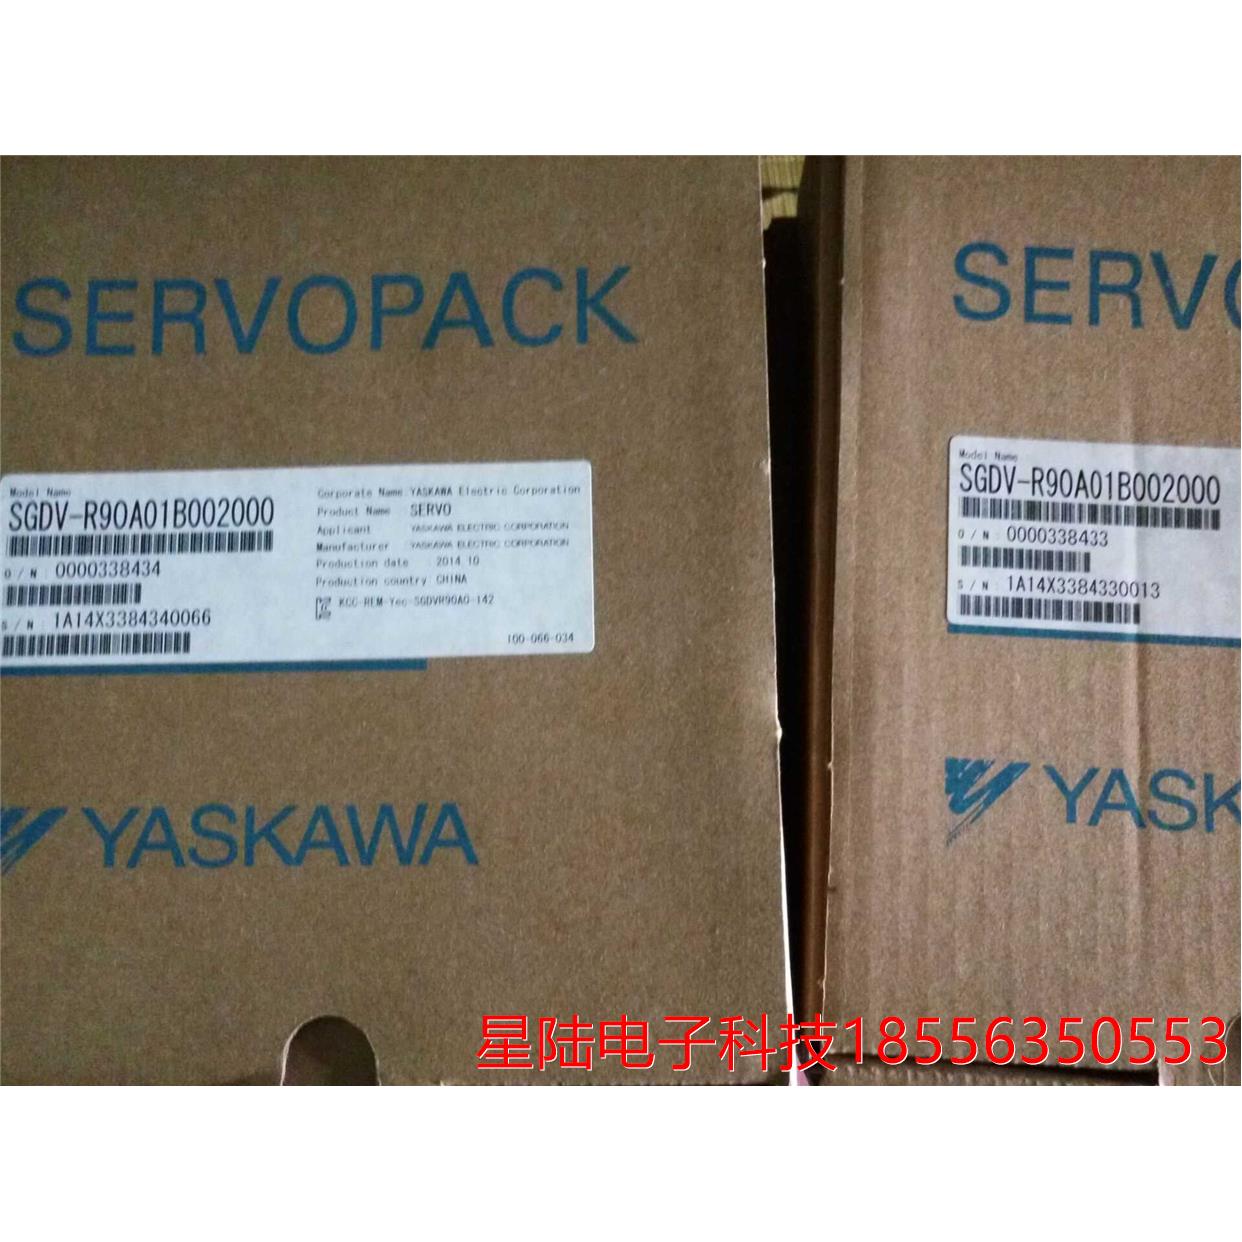 SERVOPACK
Model Name
SGDV-R90A01B002000
O / N : 0000338434
S / N : 1A14X3384340066
Corporate Name YASKAWA Electric Corporation
Product Name SERVO
Applicant YASKAWA ELECTRIC CORPORATION
Manufacturer YASKAWA ELECTRIC CORPORATION
Production date 2014.10
Production country CHINA
KCC-REM-Yec-SGDVR90A0-142
100-066-034
YASKAWA
SERVO
Model Name
SGDV-R90A01B002000
O / N : 0000338433
S / N : 1A14X3384330013
YASK
星陆电子科技18556350553